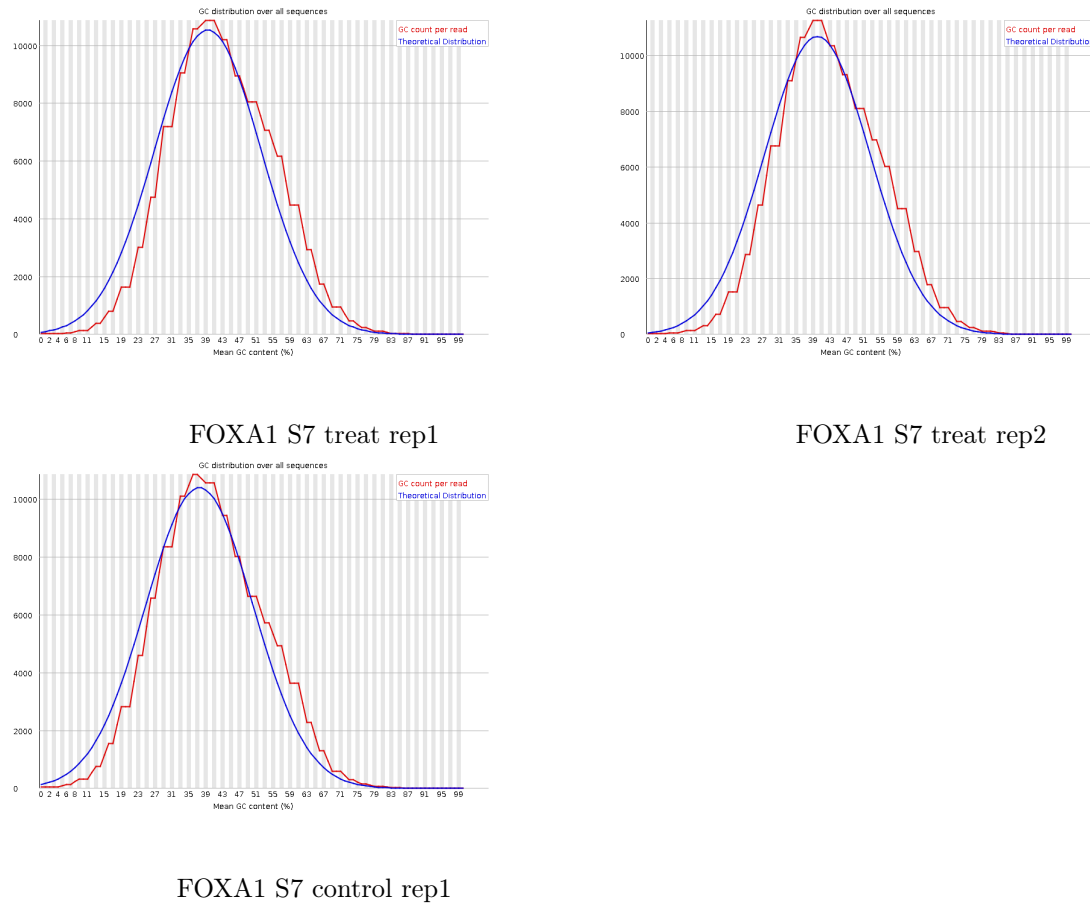 GC distribution over all sequences
GC count per read
Theoretical Distribution
10000
8000
6000
4000
2000
0
0 2 4 6 8 11 15 19 23 27 31 35 39 43 47 51 55 59 63 67 71 75 79 83 87 91 95 99
Mean GC content (%)
FOXA1 S7 treat rep1
GC distribution over all sequences
GC count per read
Theoretical Distributio
10000
8000
6000
4000
2000
0
0 2 4 6 8 11 15 19 23 27 31 35 39 43 47 51 55 59 63 67 71 75 79 83 87 91 95 99
Mean GC content (%)
FOXA1 S7 treat rep2
GC distribution over all sequences
GC count per read
Theoretical Distribution
10000
8000
6000
4000
2000
0
0 2 4 6 8 11 15 19 23 27 31 35 39 43 47 51 55 59 63 67 71 75 79 83 87 91 95 99
Mean GC content (%)
FOXA1 S7 control rep1